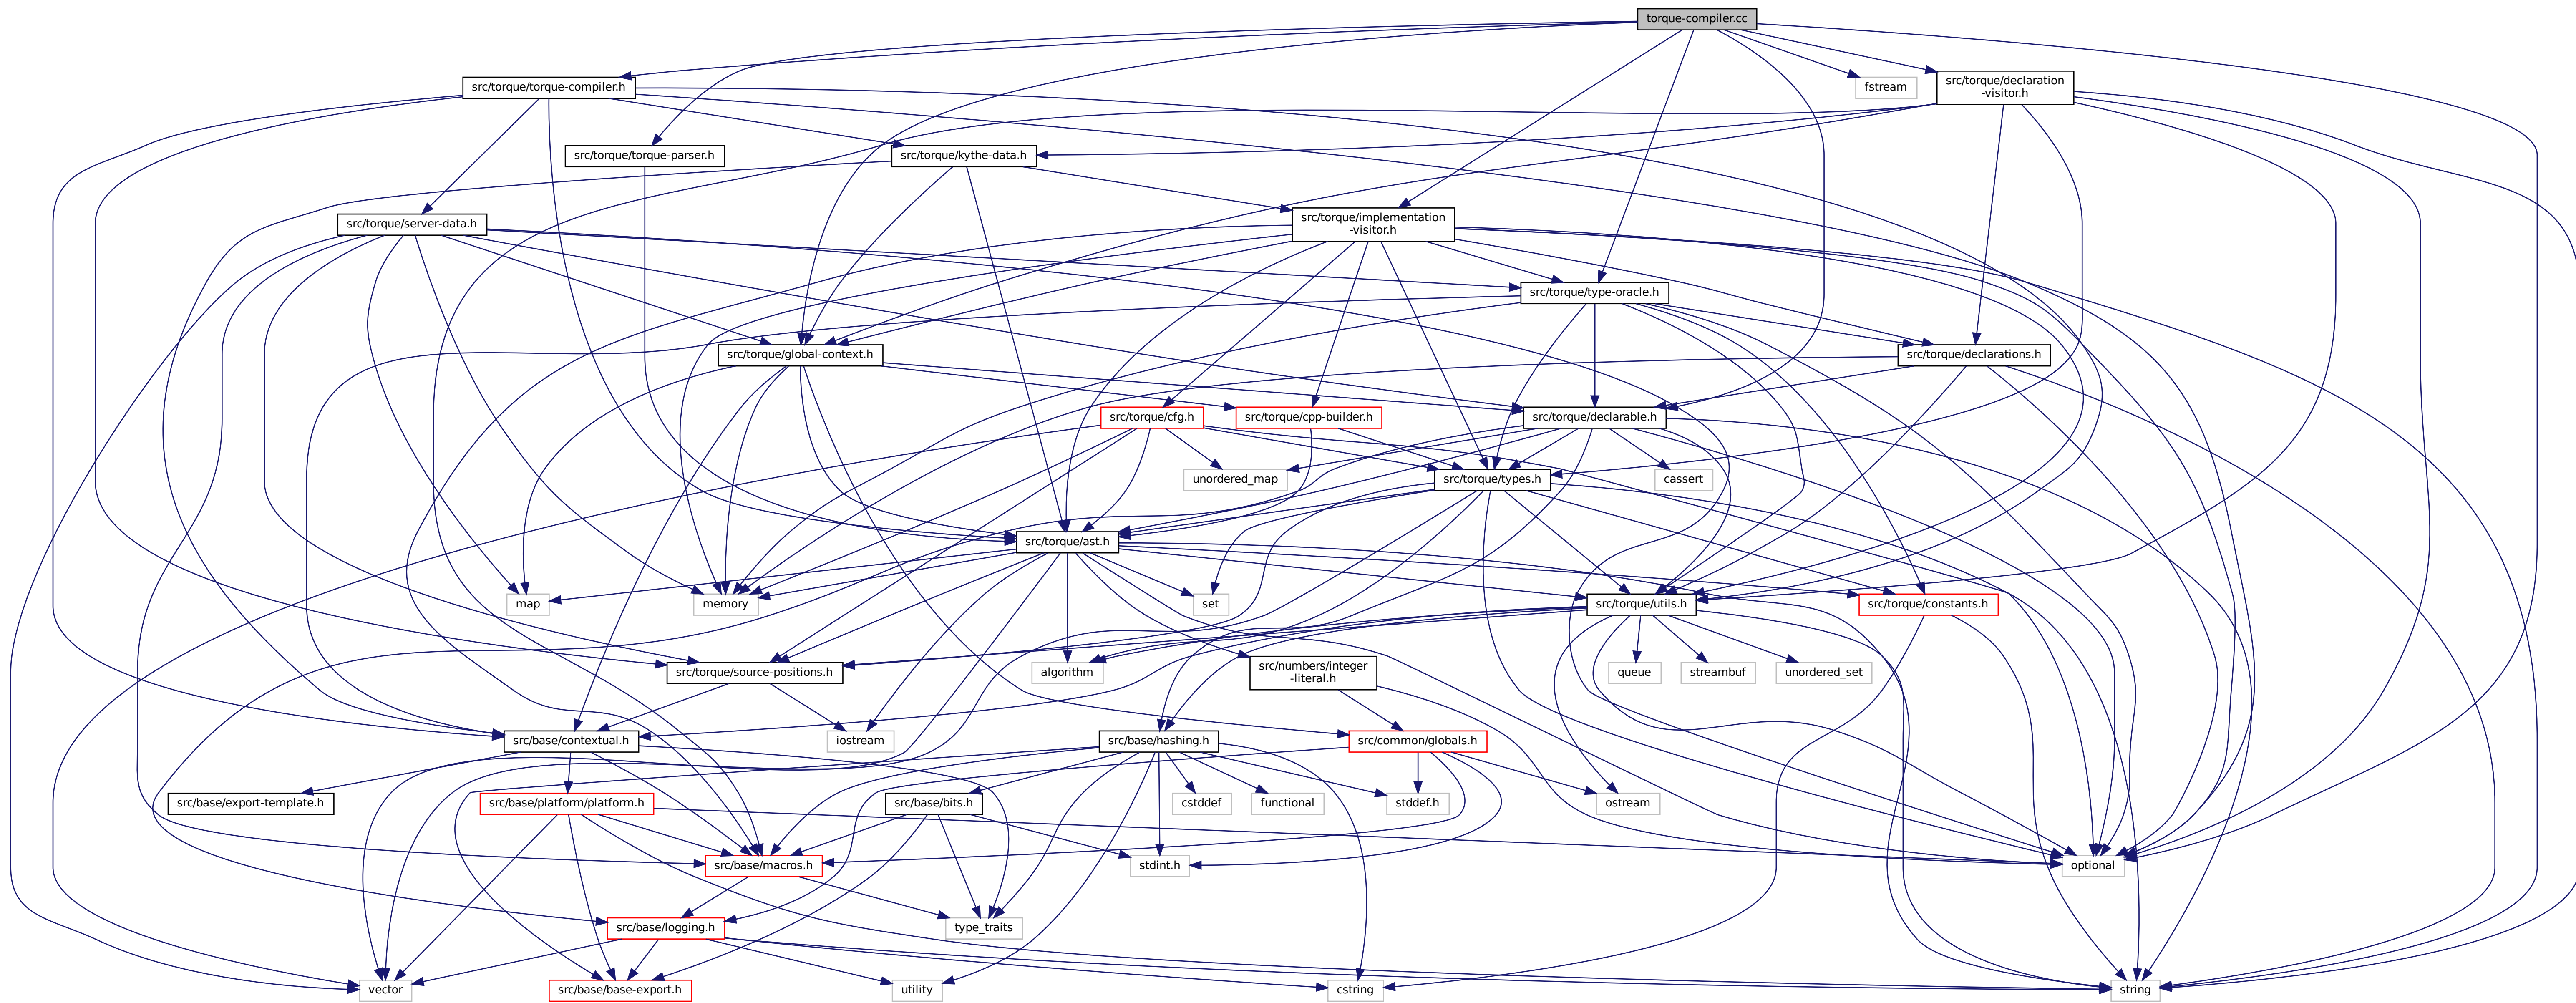 torque-compiler.cc
src/torque/torque-compiler.h
fstream
src/torque/declaration
-visitor.h
src/torque/torque-parser.h
src/torque/kythe-data.h
src/torque/server-data.h
src/torque/implementation
-visitor.h
src/torque/type-oracle.h
src/torque/global-context.h
src/torque/declarations.h
src/torque/cfg.h
src/torque/cpp-builder.h
src/torque/declarable.h
unordered_map
src/torque/types.h
cassert
src/torque/ast.h
map
memory
set
src/torque/utils.h
src/torque/constants.h
src/torque/source-positions.h
algorithm
src/numbers/integer
-literal.h
queue
streambuf
unordered_set
src/base/contextual.h
iostream
src/base/hashing.h
src/common/globals.h
src/base/export-template.h
src/base/platform/platform.h
src/base/bits.h
cstddef
functional
stddef.h
ostream
src/base/macros.h
stdint.h
optional
src/base/logging.h
type_traits
vector
src/base/base-export.h
utility
cstring
string